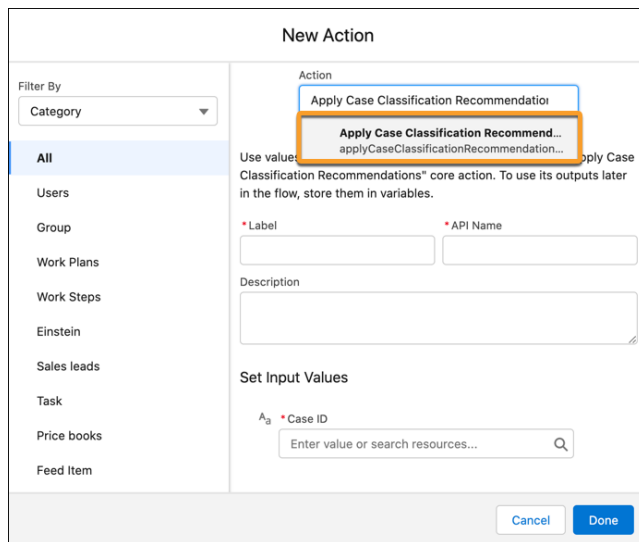 New Action
Filter By
Category
All
Users
Group
Work Plans
Work Steps
Einstein
Sales leads
Task
Price books
Feed Item
Action
Apply Case Classification Recommendation
Apply Case Classification Recommend...
applyCaseClassificationRecommendation...
Use values pply Case
Classification Recommendations" core action. To use its outputs later
in the flow, store them in variables.
* Label
* API Name
Description
Set Input Values
Aa * Case ID
Enter value or search resources...
Cancel
Done